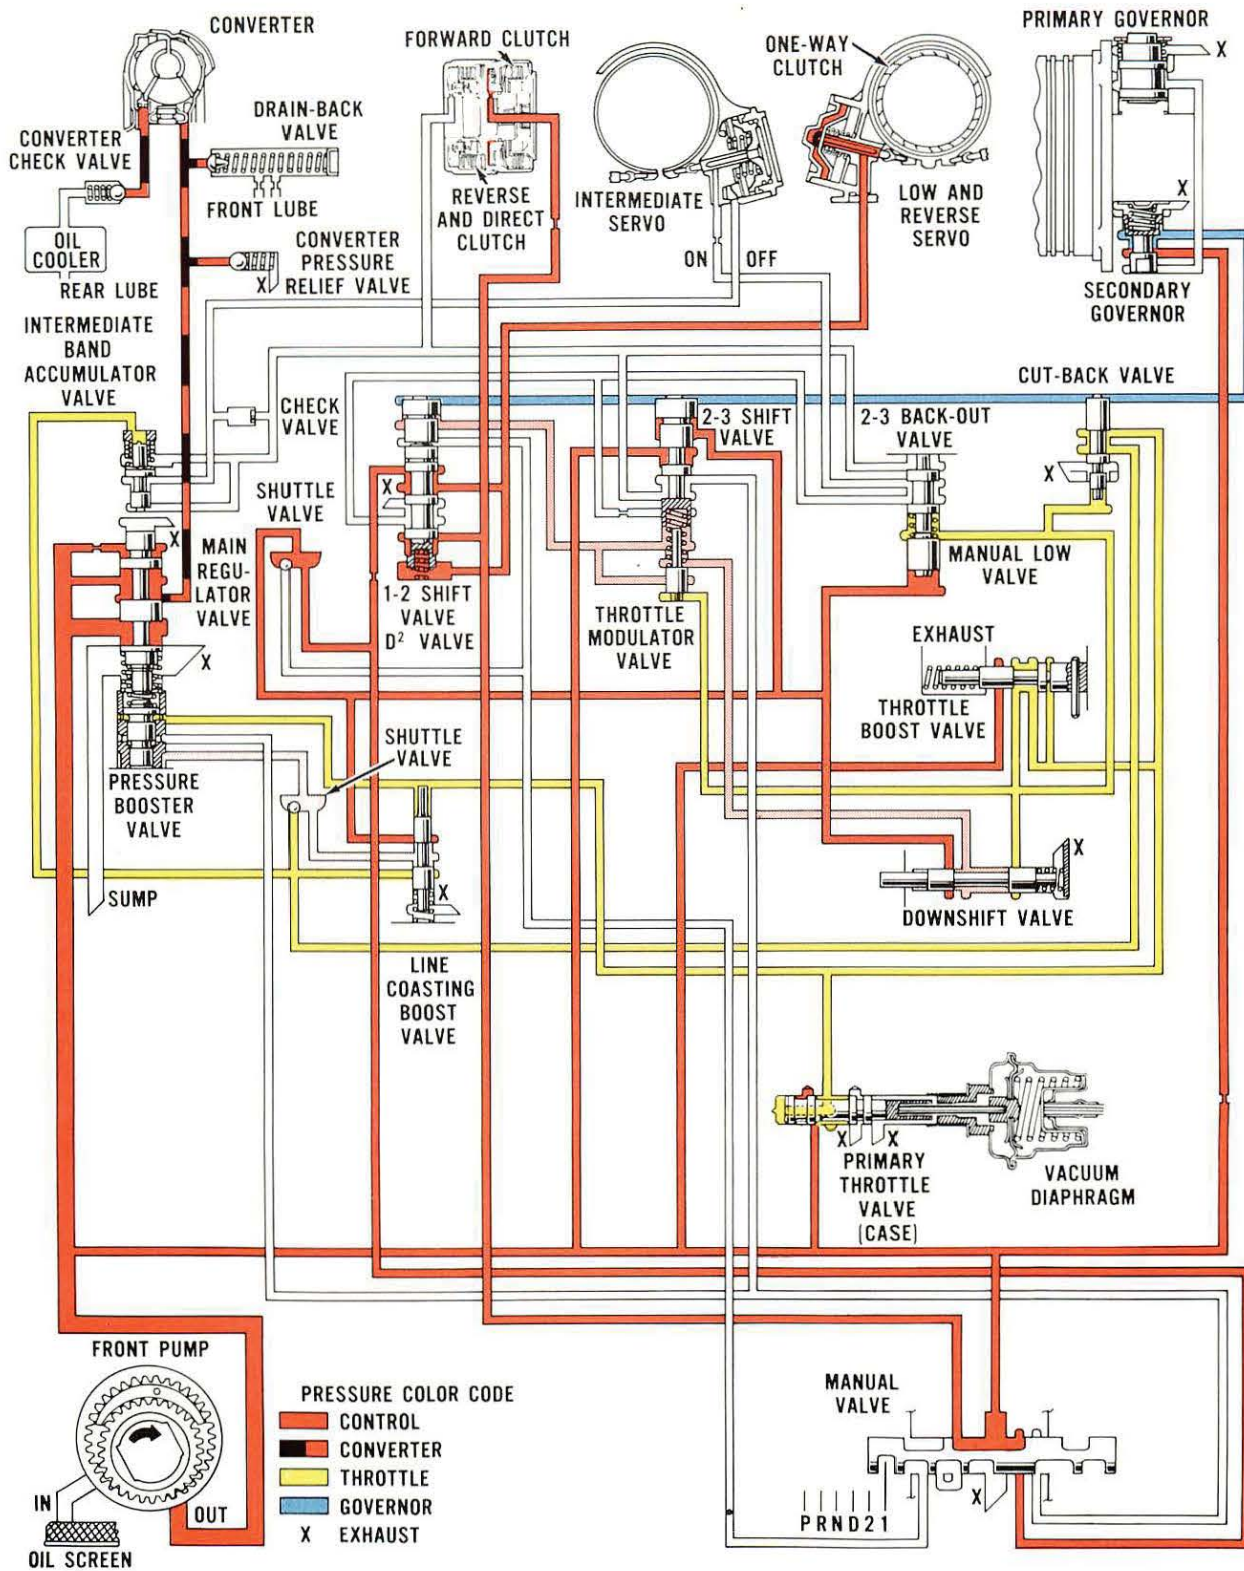 CONVERTER
FORWARD CLUTCH
ONE-WAY
CLUTCH
PRIMARY GOVERNOR
X
DRAIN-BACK
VALVE
CONVERTER
CHECK VALVE
FRONT LUBE
REVERSE
AND DIRECT
CLUTCH
INTERMEDIATE
SERVO
LOW AND
REVERSE
SERVO
X
OIL
COOLER
CONVERTER
PRESSURE
RELIEF VALVE
X
ON
OFF
REAR LUBE
SECONDARY
GOVERNOR
INTERMEDIATE
BAND
ACCUMULATOR
VALVE
CUT-BACK VALVE
CHECK
VALVE
2-3 SHIFT
VALVE
2-3 BACK-OUT
VALVE
X
SHUTTLE
VALVE
X
X
MAIN
REGU-
LATOR
VALVE
MANUAL LOW
VALVE
1-2 SHIFT
VALVE
D² VALVE
THROTTLE
MODULATOR
VALVE
EXHAUST
X
THROTTLE
BOOST VALVE
SHUTTLE
VALVE
PRESSURE
BOOSTER
VALVE
X
SUMP
X
DOWNSHIFT VALVE
LINE
COASTING
BOOST
VALVE
X
X
PRIMARY
THROTTLE
VALVE
(CASE)
VACUUM
DIAPHRAGM
FRONT PUMP
IN
OUT
OIL SCREEN
PRESSURE COLOR CODE
CONTROL
CONVERTER
THROTTLE
GOVERNOR
X EXHAUST
MANUAL
VALVE
X
P R N D 2 1